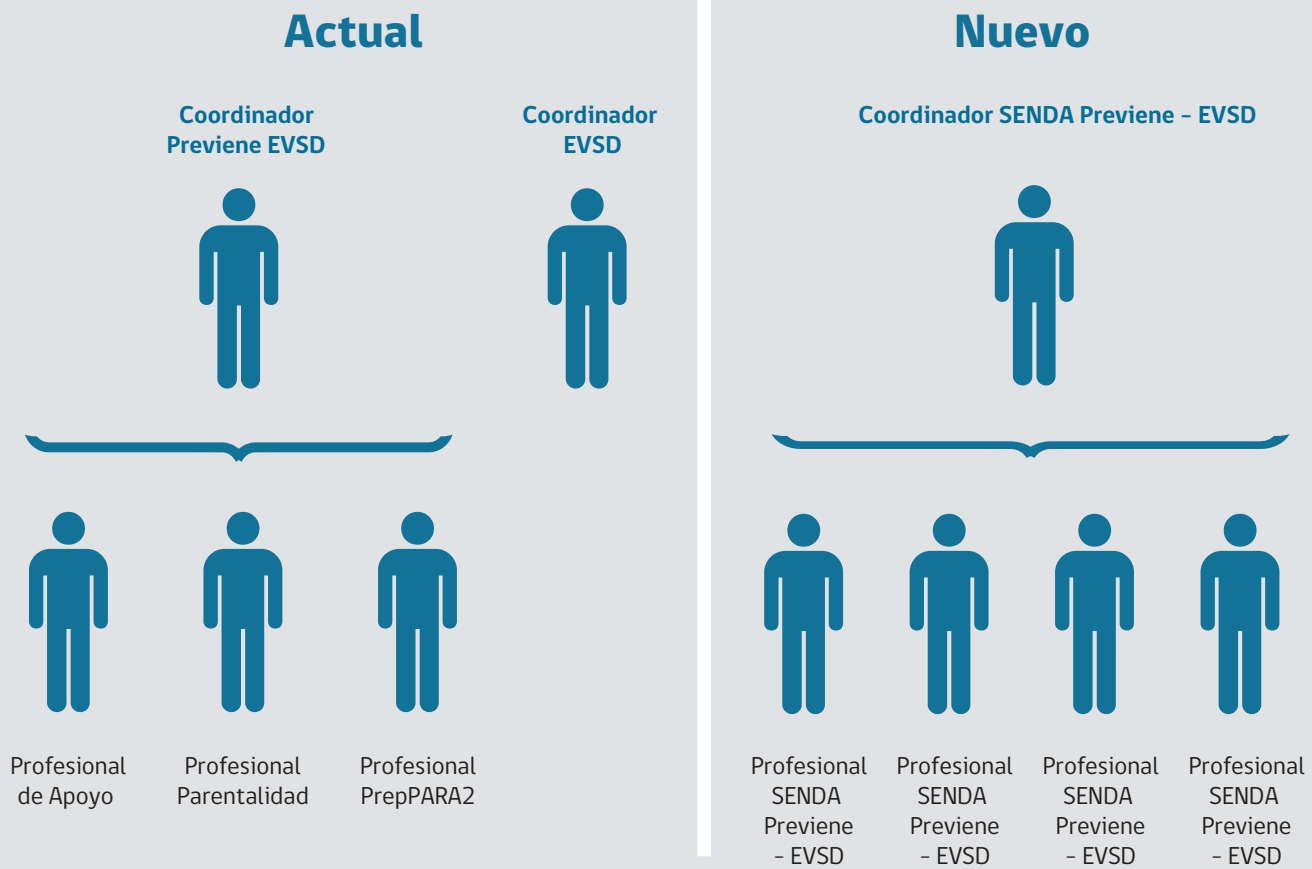 Actual
Coordinador
Previene EVSD
Coordinador
EVSD
Profesional
de Apoyo
Profesional
Parentalidad
Profesional
PrepPARA2
Nuevo
Coordinador SENDA Previene – EVSD
Profesional
SENDA
Previene
– EVSD
Profesional
SENDA
Previene
– EVSD
Profesional
SENDA
Previene
– EVSD
Profesional
SENDA
Previene
– EVSD